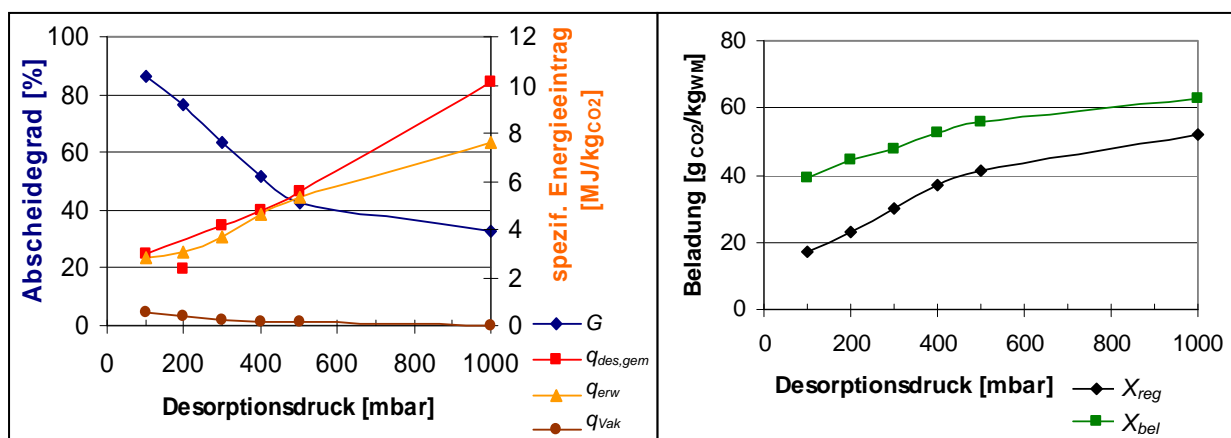 Abscheidegrad [%]
100
80
60
40
20
0
12
10
8
6
4
2
0
spezif. Energieeintrag
[MJ/kgCO2]
0 200 400 600 800 1000
Desorptionsdruck [mbar]
G
qdes,gem
qerw
qVak
Beladung [g CO2/kgWM]
80
60
40
20
0
0 200 400 600 800 1000
Desorptionsdruck [mbar]
Xreg
Xbel